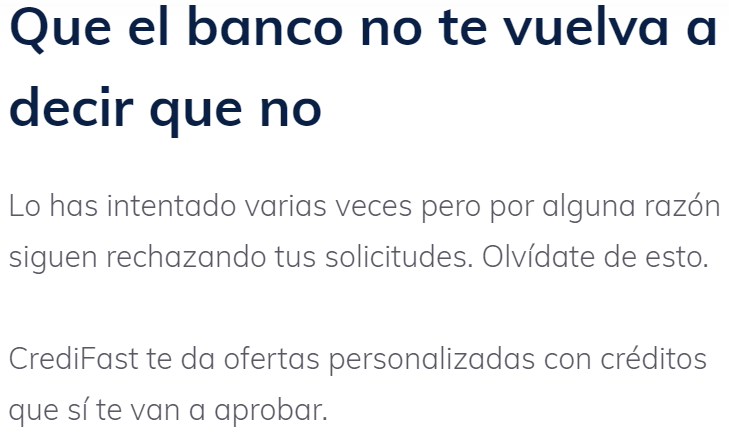 Que el banco no te vuelva a
decir que no
Lo has intentado varias veces pero por alguna razón
siguen rechazando tus solicitudes. Olvídate de esto.
CrediFast te da ofertas personalizadas con créditos
que sí te van a aprobar.